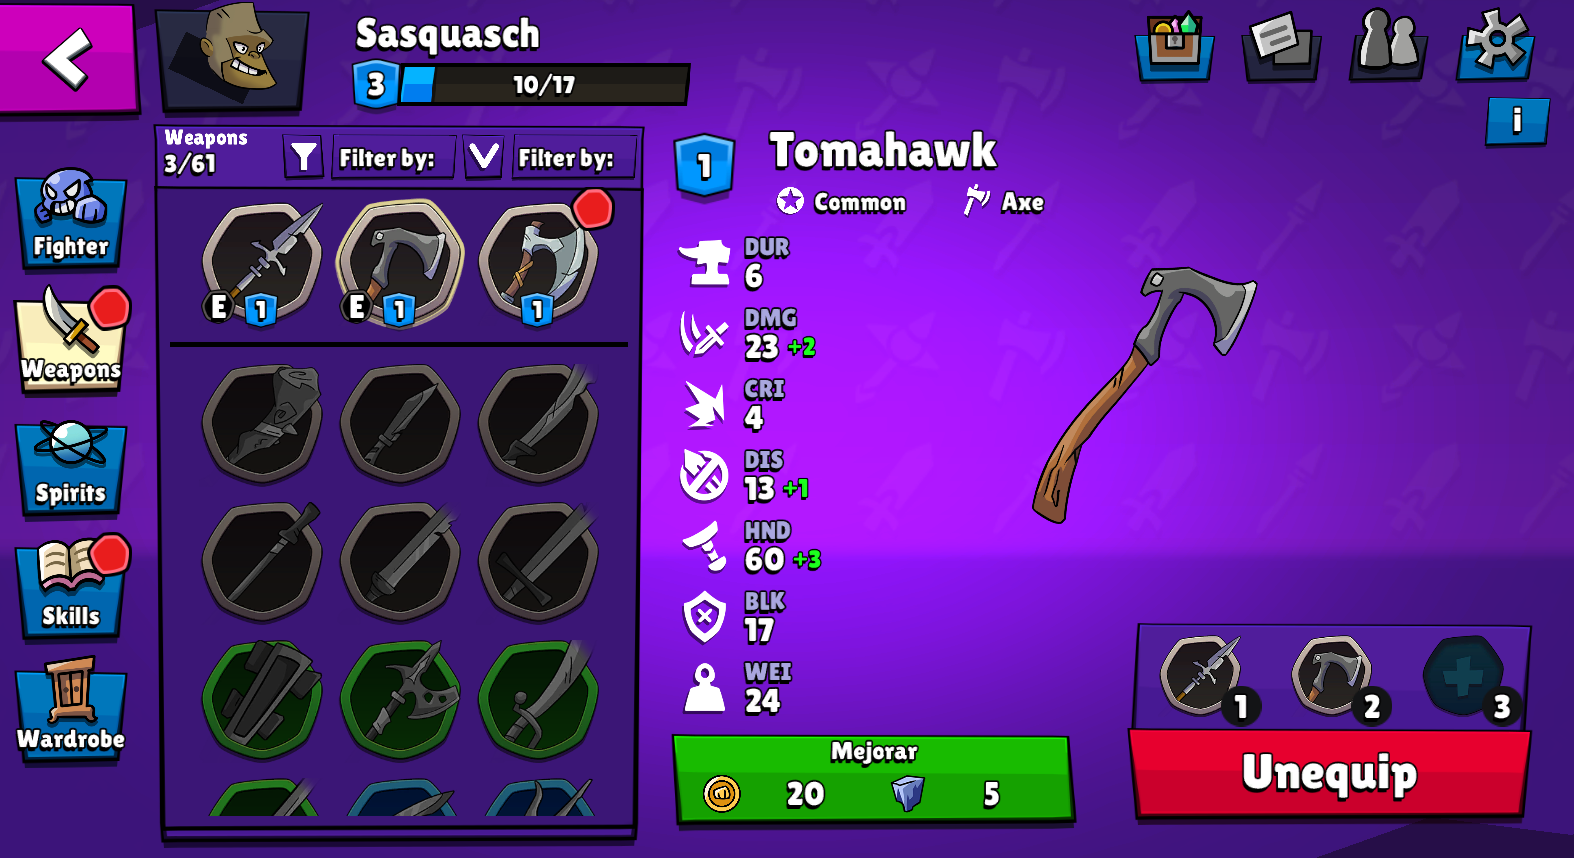 Sasquasch
3
10/17
i
Weapons
3/61
Filter by:
Filter by:
Fighter
Weapons
Spirits
Skills
Wardrobe
E
1
E
1
1
1
Tomahawk
Common
Axe
DUR
6
DMG
23 +2
CRI
4
DIS
13 +1
HND
60 +3
BLK
17
WEI
24
Mejorar
20
5
1
2
3
Unequip